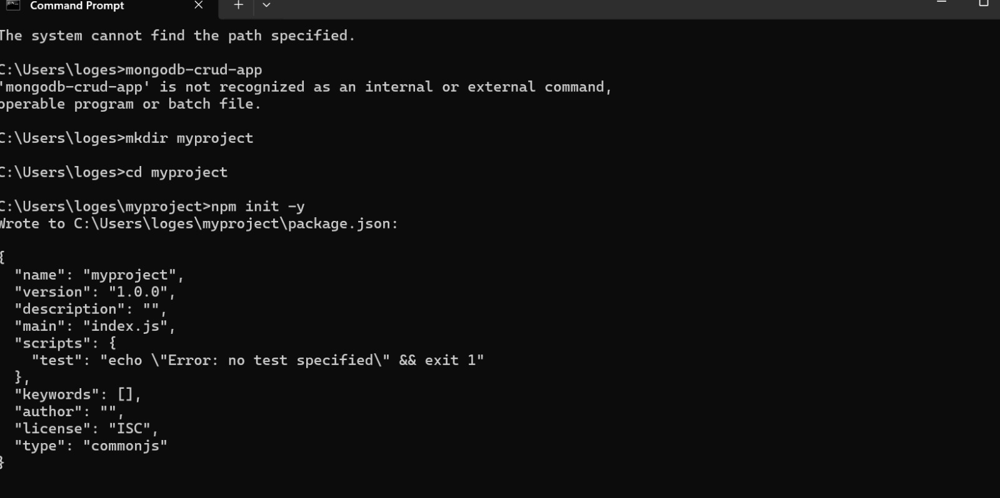 Command Prompt
The system cannot find the path specified.
C:\Users\loges>mongodb-crud-app
'mongodb-crud-app' is not recognized as an internal or external command,
operable program or batch file.
C:\Users\loges>mkdir myproject
C:\Users\loges>cd myproject
C:\Users\loges\myproject>npm init -y
Wrote to C:\Users\loges\myproject\package.json:
{
  "name": "myproject",
  "version": "1.0.0",
  "description": "",
  "main": "index.js",
  "scripts": {
    "test": "echo \"Error: no test specified\" && exit 1"
  },
  "keywords": [],
  "author": "",
  "license": "ISC",
  "type": "commonjs"
}